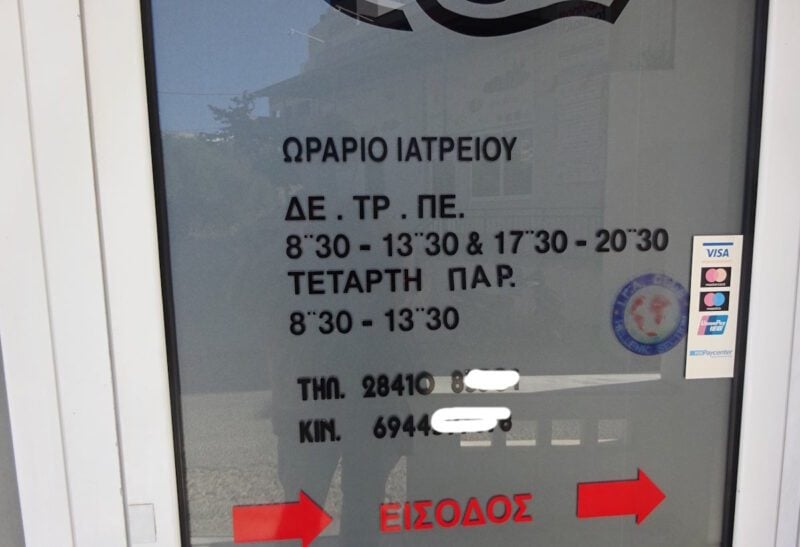 ΩΡΑΡΙΟ ΙΑΤΡΕΙΟΥ
ΔΕ . ΤΡ . ΠΕ.
8¨30 - 13¨30 & 17¨30 - 20¨30
ΤΕΤΑΡΤΗ ΠΑΡ.
8¨30 - 13¨30
VISA
ΤΗΛ. 28410
ΚΙΝ.
ΕΙΣΟΔΟΣ